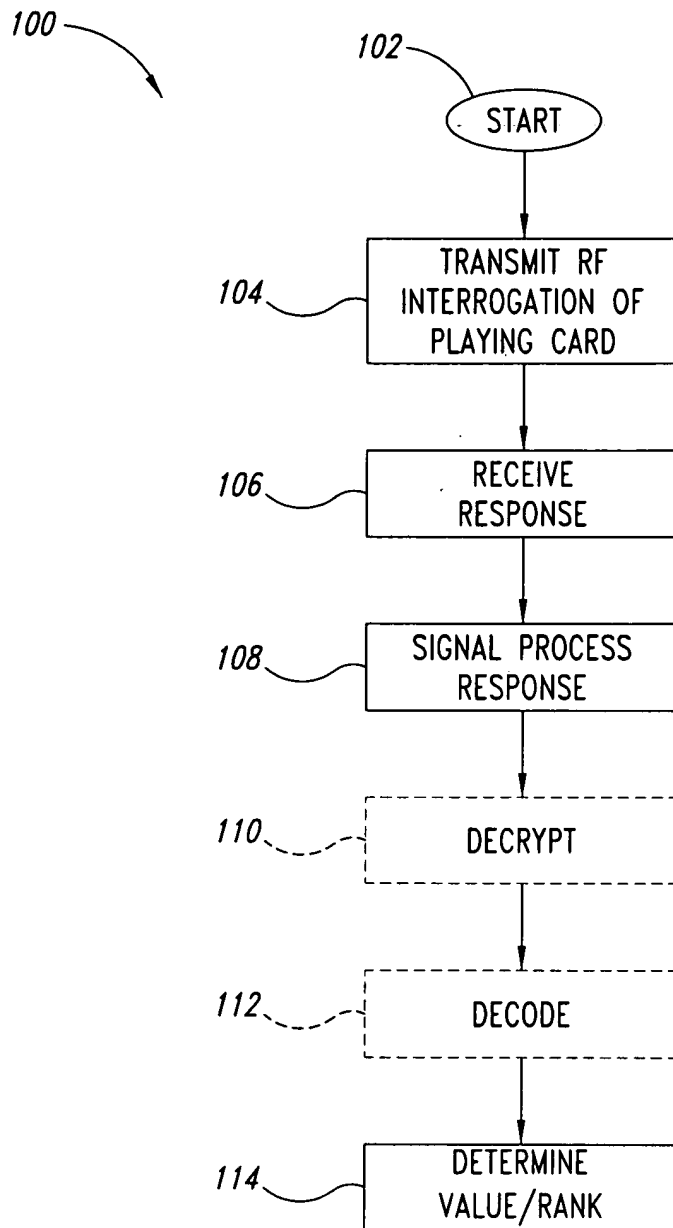 100
102
START
104
TRANSMIT RF
INTERROGATION OF
PLAYING CARD
106
RECEIVE
RESPONSE
108
SIGNAL PROCESS
RESPONSE
110
DECRYPT
112
DECODE
114
DETERMINE
VALUE/RANK